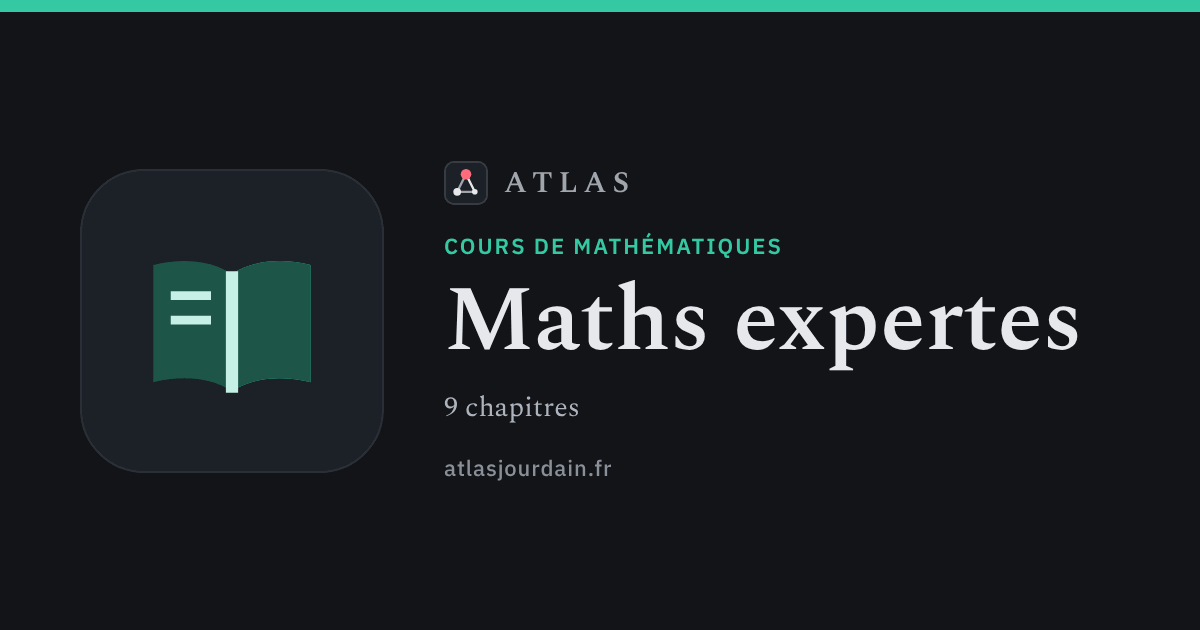 ATLAS
COURS DE MATHÉMATIQUES
Maths expertes
9 chapitres
atlasjourdain.fr